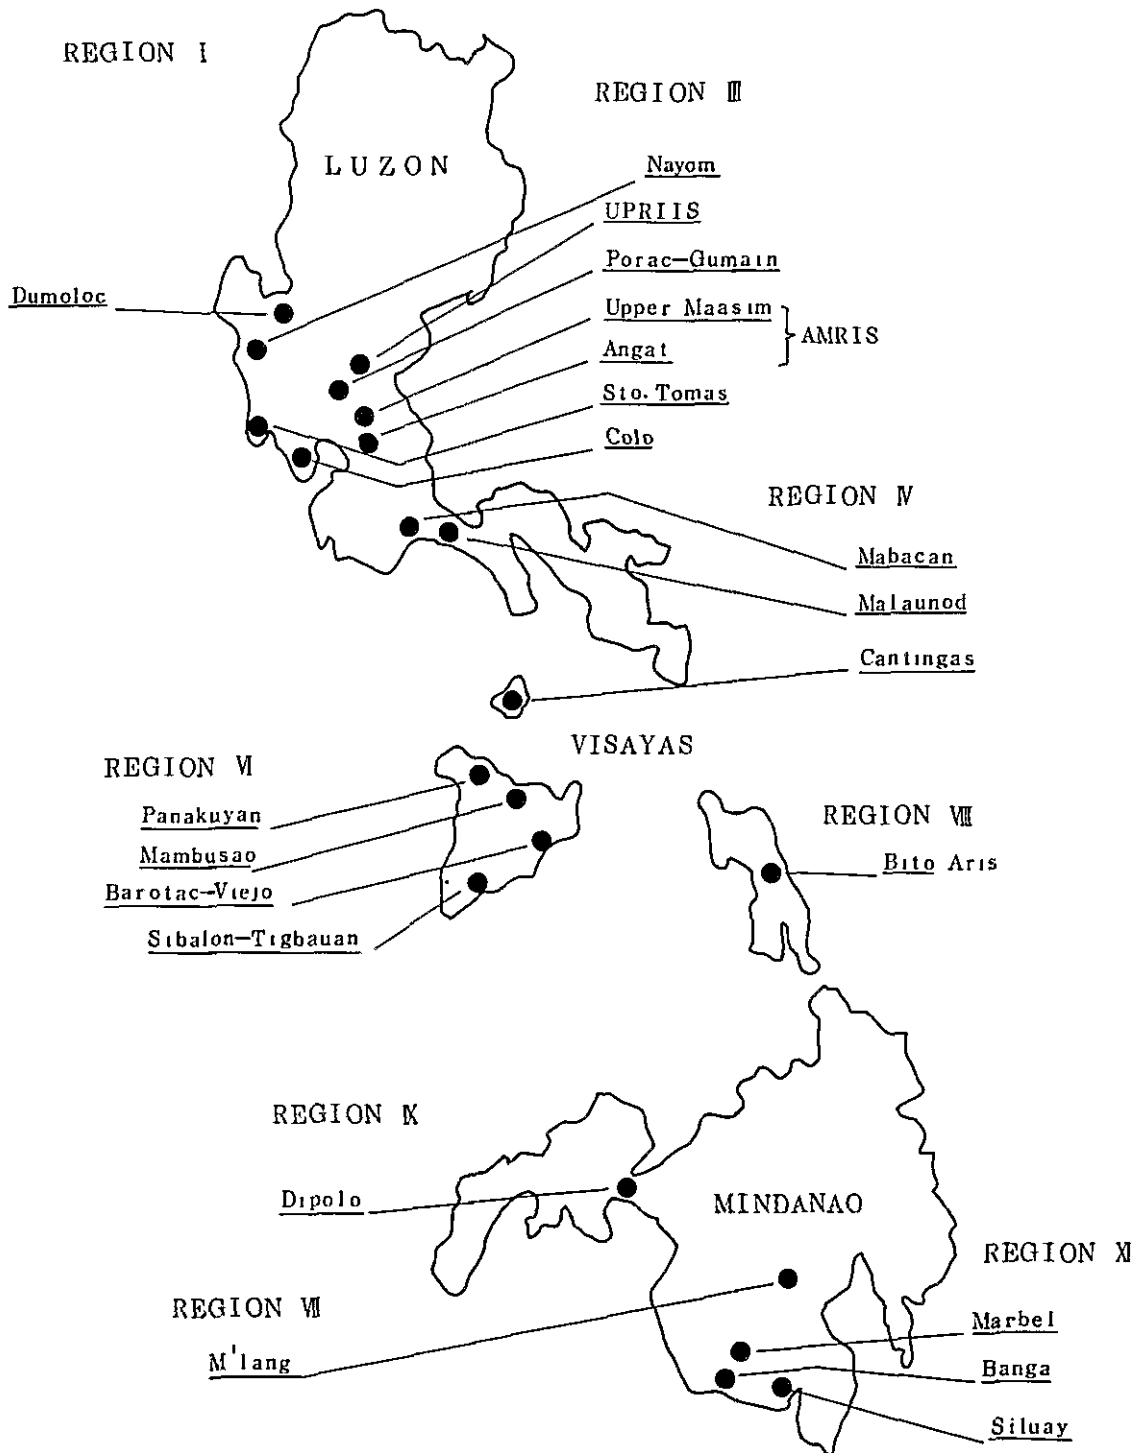 REGION I
REGION III
LUZON
Nayom
UPRIIS
Porac-Gumain
Dumoloc
Upper Maasim
Angat
AMRIS
Sto. Tomas
Colo
REGION IV
Mabacan
Malaunod
Cantingas
VISAYAS
REGION VI
Panakuyan
Mambusao
Barotac-Viejo
Sibalon-Tigbauan
REGION VIII
Bito Aris
REGION IX
Dipolo
MINDANAO
REGION XI
REGION VII
M'lang
Marbel
Banga
Siluay